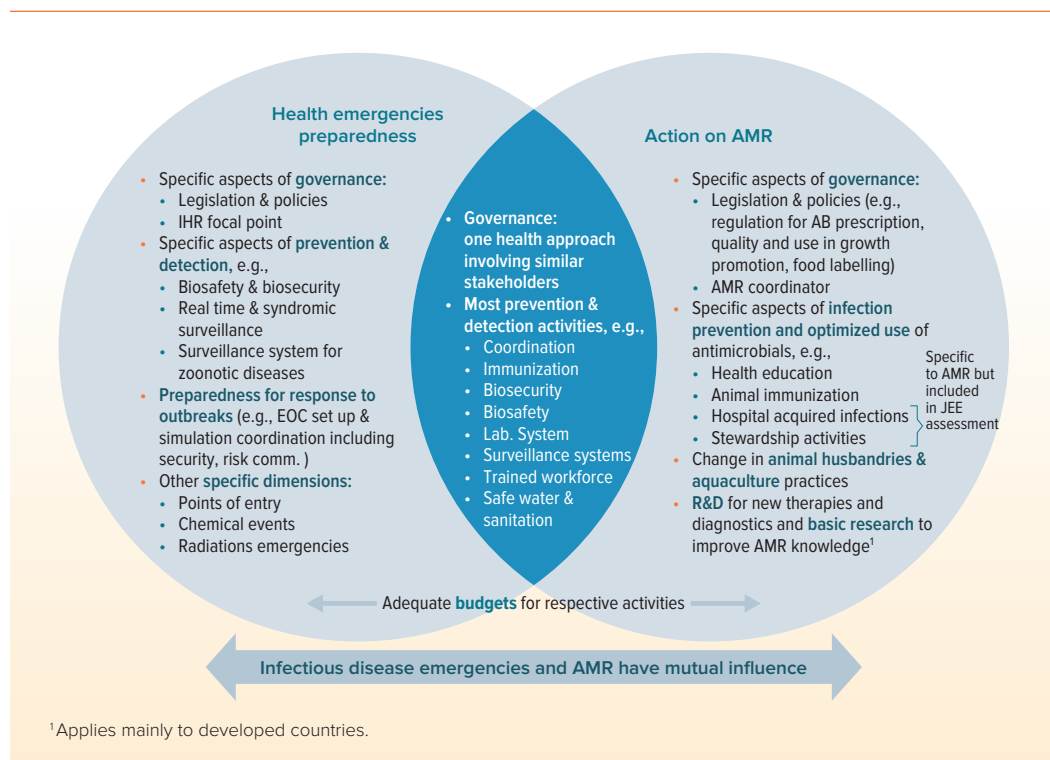 Health emergencies
preparedness
• Specific aspects of governance:
• Legislation & policies
• IHR focal point
• Specific aspects of prevention &
detection, e.g.,
• Biosafety & biosecurity
• Real time & syndromic
surveillance
• Surveillance system for
zoonotic diseases
• Preparedness for response to
outbreaks (e.g., EOC set up &
simulation coordination including
security, risk comm. )
• Other specific dimensions:
• Points of entry
• Chemical events
• Radiations emergencies
• Governance:
one health approach
involving similar
stakeholders
• Most prevention &
detection activities, e.g.,
• Coordination
• Immunization
• Biosecurity
• Biosafety
• Lab. System
• Surveillance systems
• Trained workforce
• Safe water &
sanitation
Action on AMR
• Specific aspects of governance:
• Legislation & policies (e.g.,
regulation for AB prescription,
quality and use in growth
promotion, food labelling)
• AMR coordinator
• Specific aspects of infection
prevention and optimized use of
antimicrobials, e.g.,
• Health education
• Animal immunization
• Hospital acquired infections
• Stewardship activities
Specific
to AMR but
included
in JEE
assessment
• Change in animal husbandries &
aquaculture practices
• R&D for new therapies and
diagnostics and basic research to
improve AMR knowledge¹
Adequate budgets for respective activities
Infectious disease emergencies and AMR have mutual influence
¹ Applies mainly to developed countries.